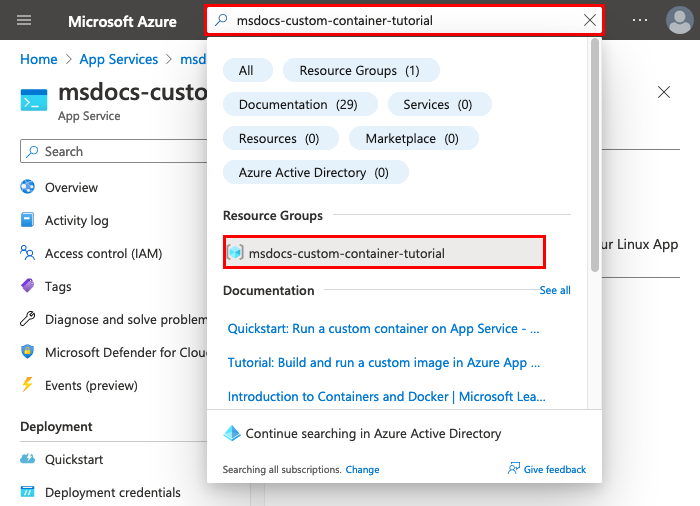 Microsoft Azure
msdocs-custom-container-tutorial
Home > App Services > msd
msdocs-custo
App Service
Search
Overview
Activity log
Access control (IAM)
Tags
Diagnose and solve problem
Microsoft Defender for Clou
Events (preview)
Deployment
Quickstart
Deployment credentials
All
Resource Groups (1)
Documentation (29)
Services (0)
Resources (0)
Marketplace (0)
Azure Active Directory (0)
Resource Groups
msdocs-custom-container-tutorial
Documentation
See all
Quickstart: Run a custom container on App Service - ...
Tutorial: Build and run a custom image in Azure App ...
Introduction to Containers and Docker | Microsoft Lea...
Continue searching in Azure Active Directory
Searching all subscriptions. Change
Give feedback
ur Linux App